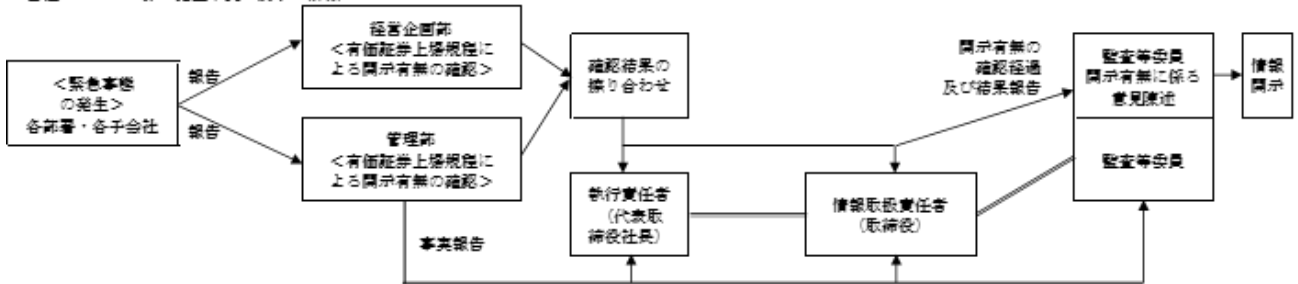 経営企画部
＜有価証券上場規程に
よる開示有無の確認＞
＜緊急事態
の発生＞
各部署・各子会社
報告
報告
管理部
＜有価証券上場規程に
よる開示有無の確認＞
確認結果の
擦り合わせ
開示有無の
確認経過
及び結果報告
監査等委員
開示有無に係る
意見陳述
監査等委員
情報
開示
執行責任者
（代表取
締役社長）
情報取扱責任者
（取締役）
事実報告